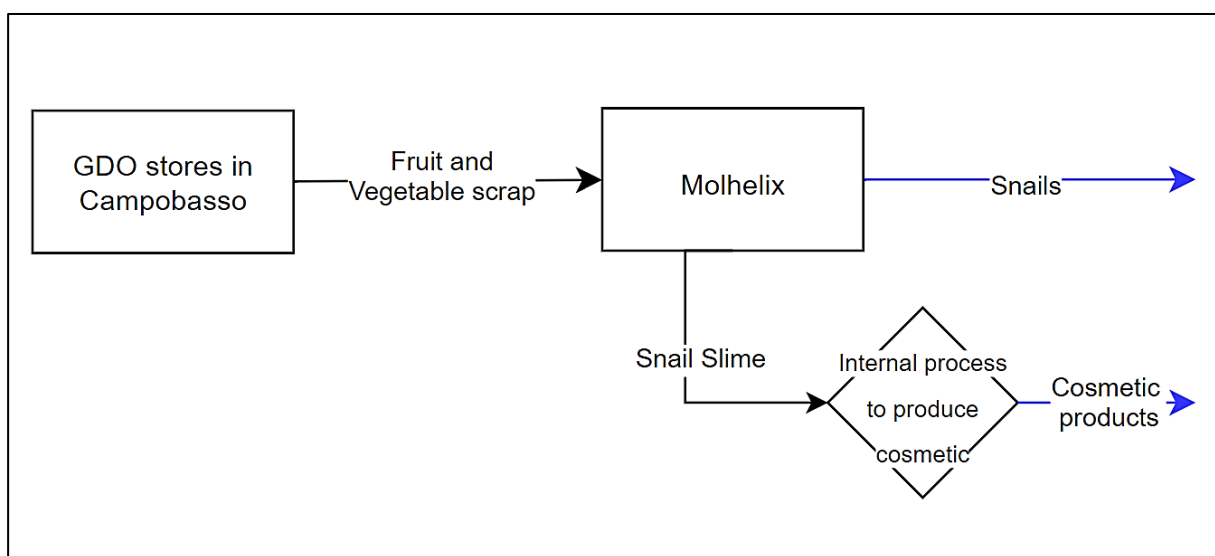 GDO stores in
Campobasso
Fruit and
Vegetable scrap
Molhelix
Snails
Snail Slime
Internal process
to produce
cosmetic
Cosmetic
products